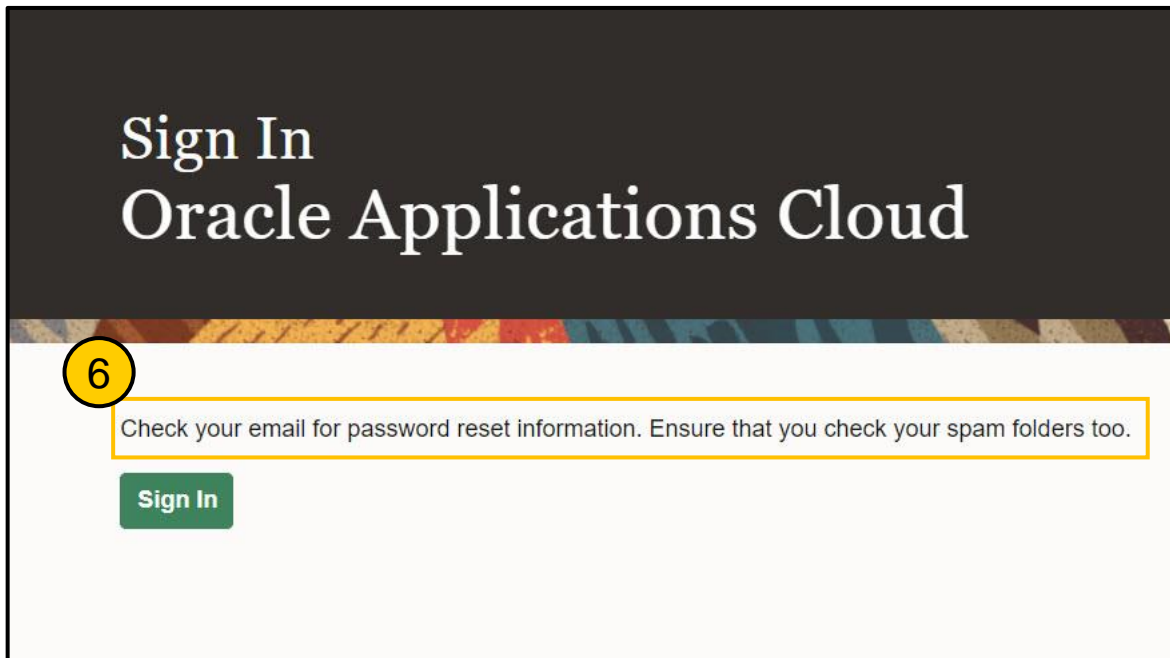 Sign In
Oracle Applications Cloud
6
Check your email for password reset information. Ensure that you check your spam folders too.
Sign In